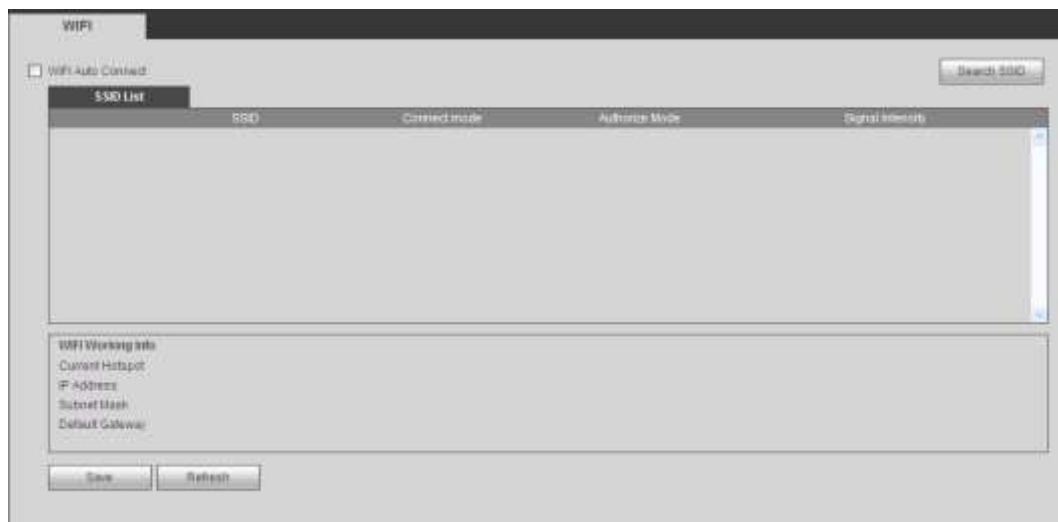 WIFI
WIFI Auto Connect
Search SSID
SSID List
SSID Connect mode Authorize Mode Signal Intensity
WIFI Working Info
Current Hotspot
IP Address
Subnet Mask
Default Gateway
Save Refresh